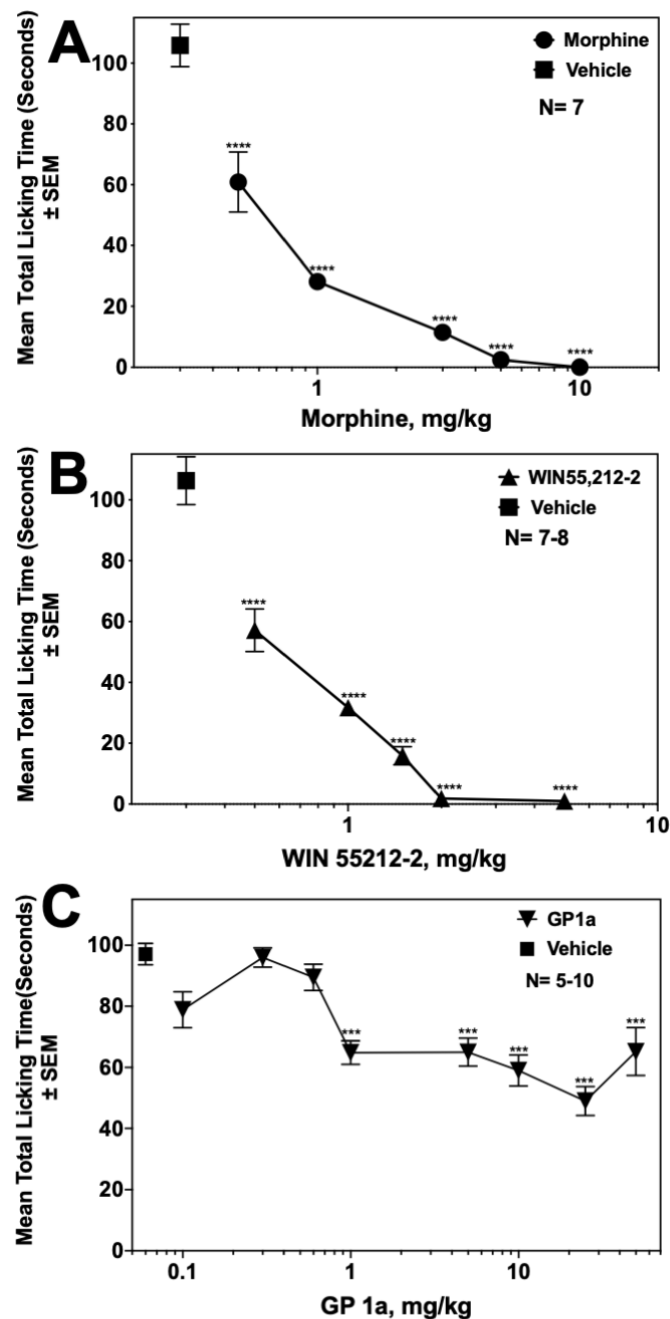 A
Mean Total Licking Time (Seconds)
± SEM
100
80
60
40
20
0
Morphine
Vehicle
N= 7
****
****
****
****
****
1
10
Morphine, mg/kg
B
Mean Total Licking Time (Seconds)
± SEM
100
80
60
40
20
0
WIN55,212-2
Vehicle
N= 7-8
****
****
****
****
****
1
10
WIN 55212-2, mg/kg
C
Mean Total Licking Time(Seconds)
± SEM
100
80
60
40
20
0
GP1a
Vehicle
N= 5-10
***
***
***
***
***
0.1
1
10
GP 1a, mg/kg